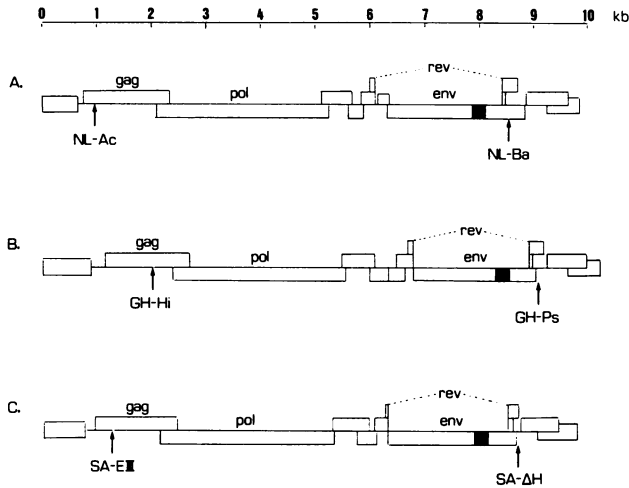 0 1 2 3 4 5 6 7 8 9 10 kb
A.
gag
pol
rev
env
NL-Ac
NL-Ba
B.
gag
pol
rev
env
GH-Hi
GH-Ps
C.
gag
pol
rev
env
SA-EⅢ
SA-ΔH